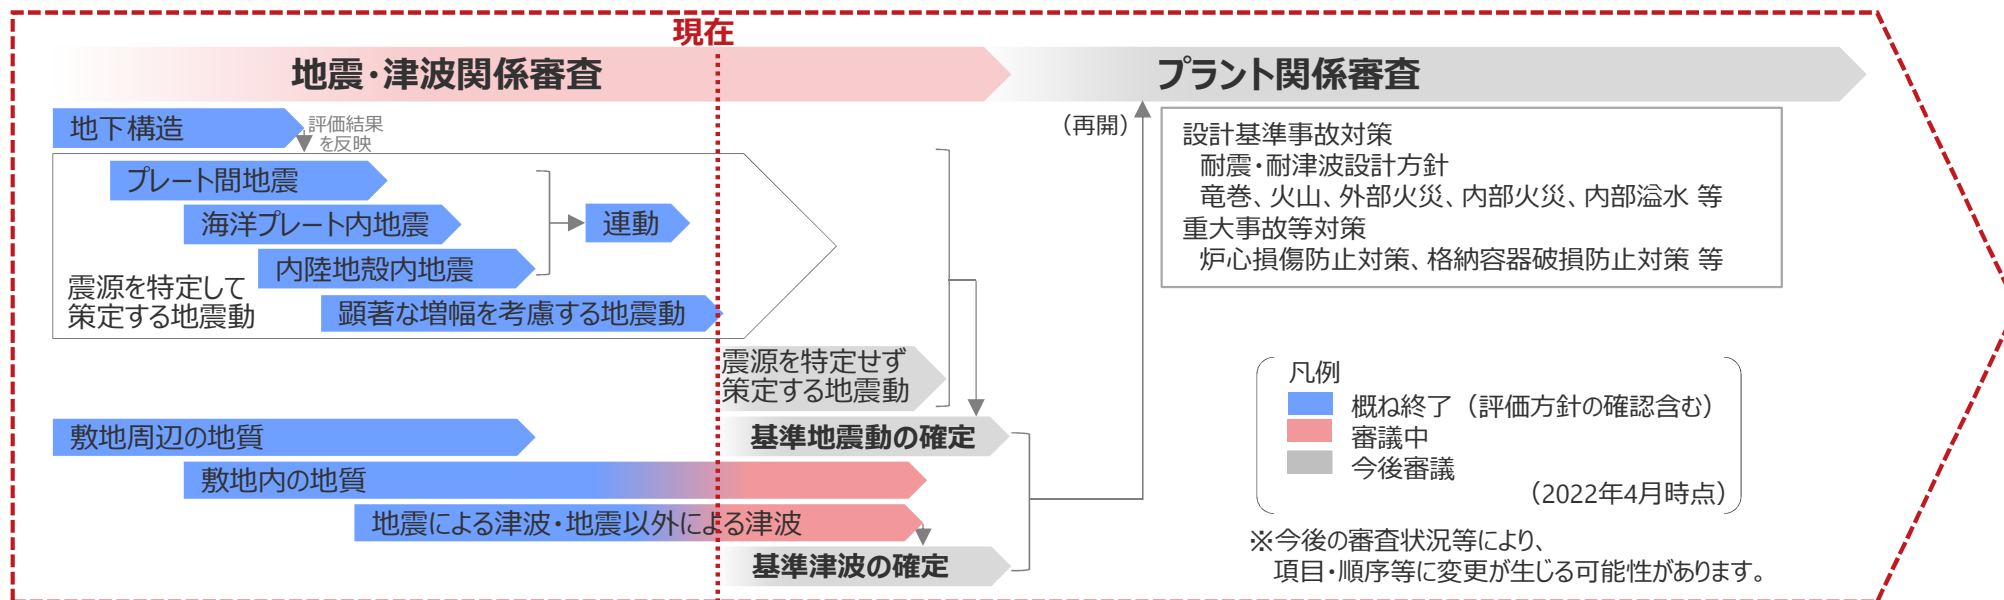 現在
地震・津波関係審査
プラント関係審査
地下構造
評価結果
を反映
プレート間地震
海洋プレート内地震
内陸地殻内地震
連動
震源を特定して
策定する地震動
顕著な増幅を考慮する地震動
震源を特定せず
策定する地震動
敷地周辺の地質
基準地震動の確定
敷地内の地質
地震による津波・地震以外による津波
基準津波の確定
（再開）
設計基準事故対策
耐震・耐津波設計方針
竜巻、火山、外部火災、内部火災、内部溢水 等
重大事故等対策
炉心損傷防止対策、格納容器破損防止対策 等
凡例
概ね終了（評価方針の確認含む）
審議中
今後審議
（2022年4月時点）
※今後の審査状況等により、
項目・順序等に変更が生じる可能性があります。